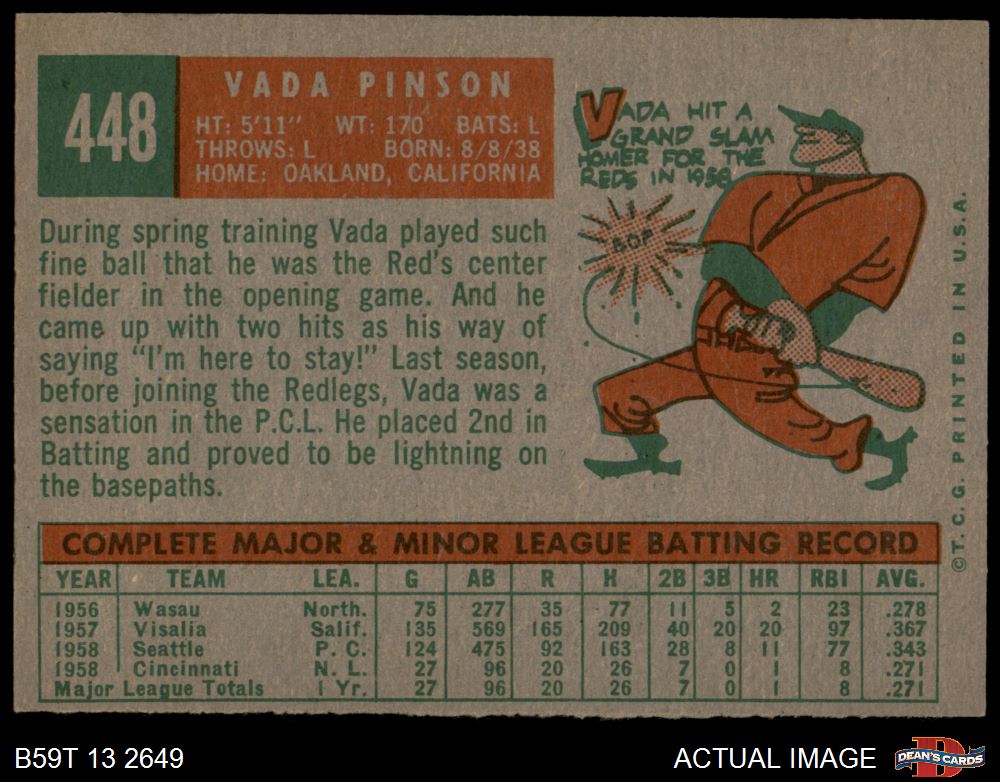 448
VADA PINSON
HT: 5'11" WT: 170 BATS: L
THROWS: L BORN: 8/8/38
HOME: OAKLAND, CALIFORNIA
VADA HIT A
GRAND SLAM
HOMER FOR THE
REDS IN 1958
BOP
During spring training Vada played such
fine ball that he was the Red's center
fielder in the opening game. And he
came up with two hits as his way of
saying "I'm here to stay!" Last season,
before joining the Redlegs, Vada was a
sensation in the P.C.L. He placed 2nd in
Batting and proved to be lightning on
the basepaths.
©T. C. G. PRINTED IN U.S.A.
COMPLETE MAJOR & MINOR LEAGUE BATTING RECORD
YEAR TEAM LEA. G AB R H 2B 3B HR RBI AVG.
1956 Wasau North. 75 277 35 77 11 5 2 23 .278
1957 Visalia Salif. 135 569 165 209 40 20 20 97 .367
1958 Seattle P. C. 124 475 92 163 28 8 11 77 .343
1958 Cincinnati N. L. 27 96 20 26 7 0 1 8 .271
Major League Totals 1 Yr. 27 96 20 26 7 0 1 8 .271
B59T 13 2649
ACTUAL IMAGE
D
DEAN'S CARDS